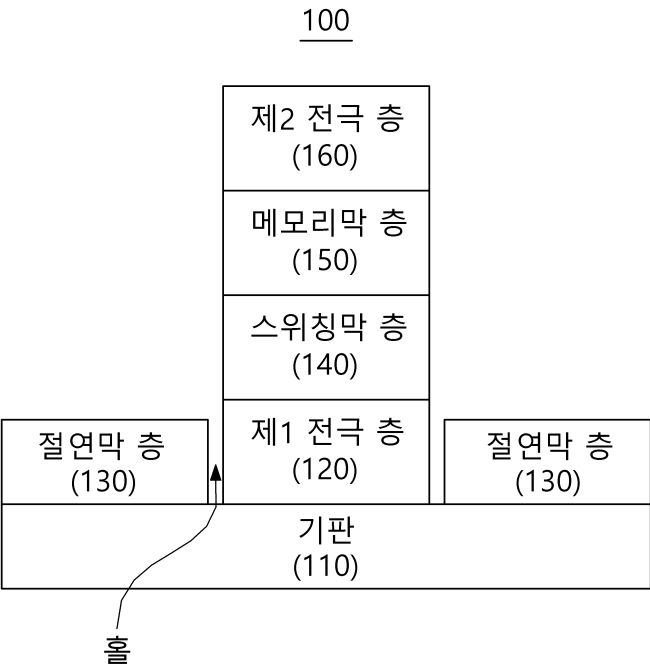 100
제2 전극 층
(160)
메모리막 층
(150)
스위칭막 층
(140)
제1 전극 층
(120)
절연막 층
(130)
절연막 층
(130)
기판
(110)
홀